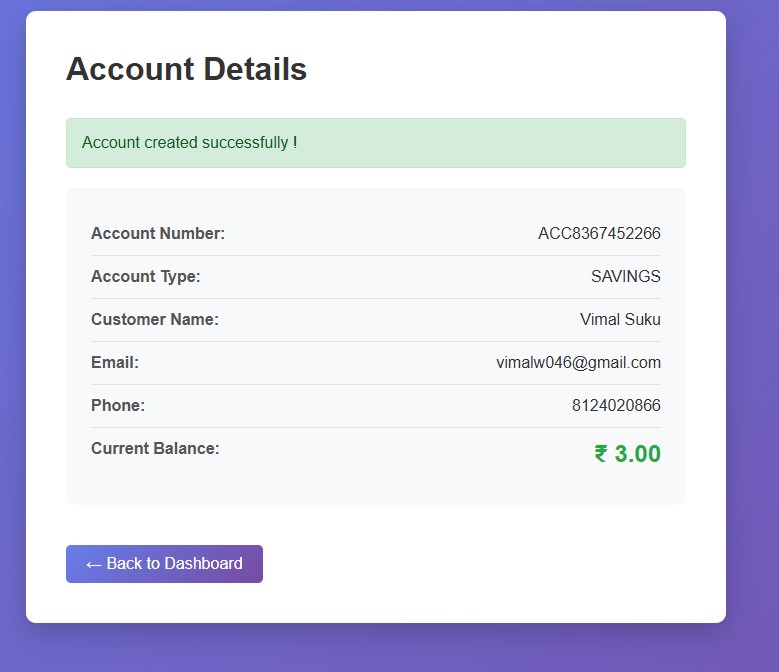 Account Details
Account created successfully !
Account Number: ACC8367452266
Account Type: SAVINGS
Customer Name: Vimal Suku
Email: vimalw046@gmail.com
Phone: 8124020866
Current Balance: ₹ 3.00
← Back to Dashboard